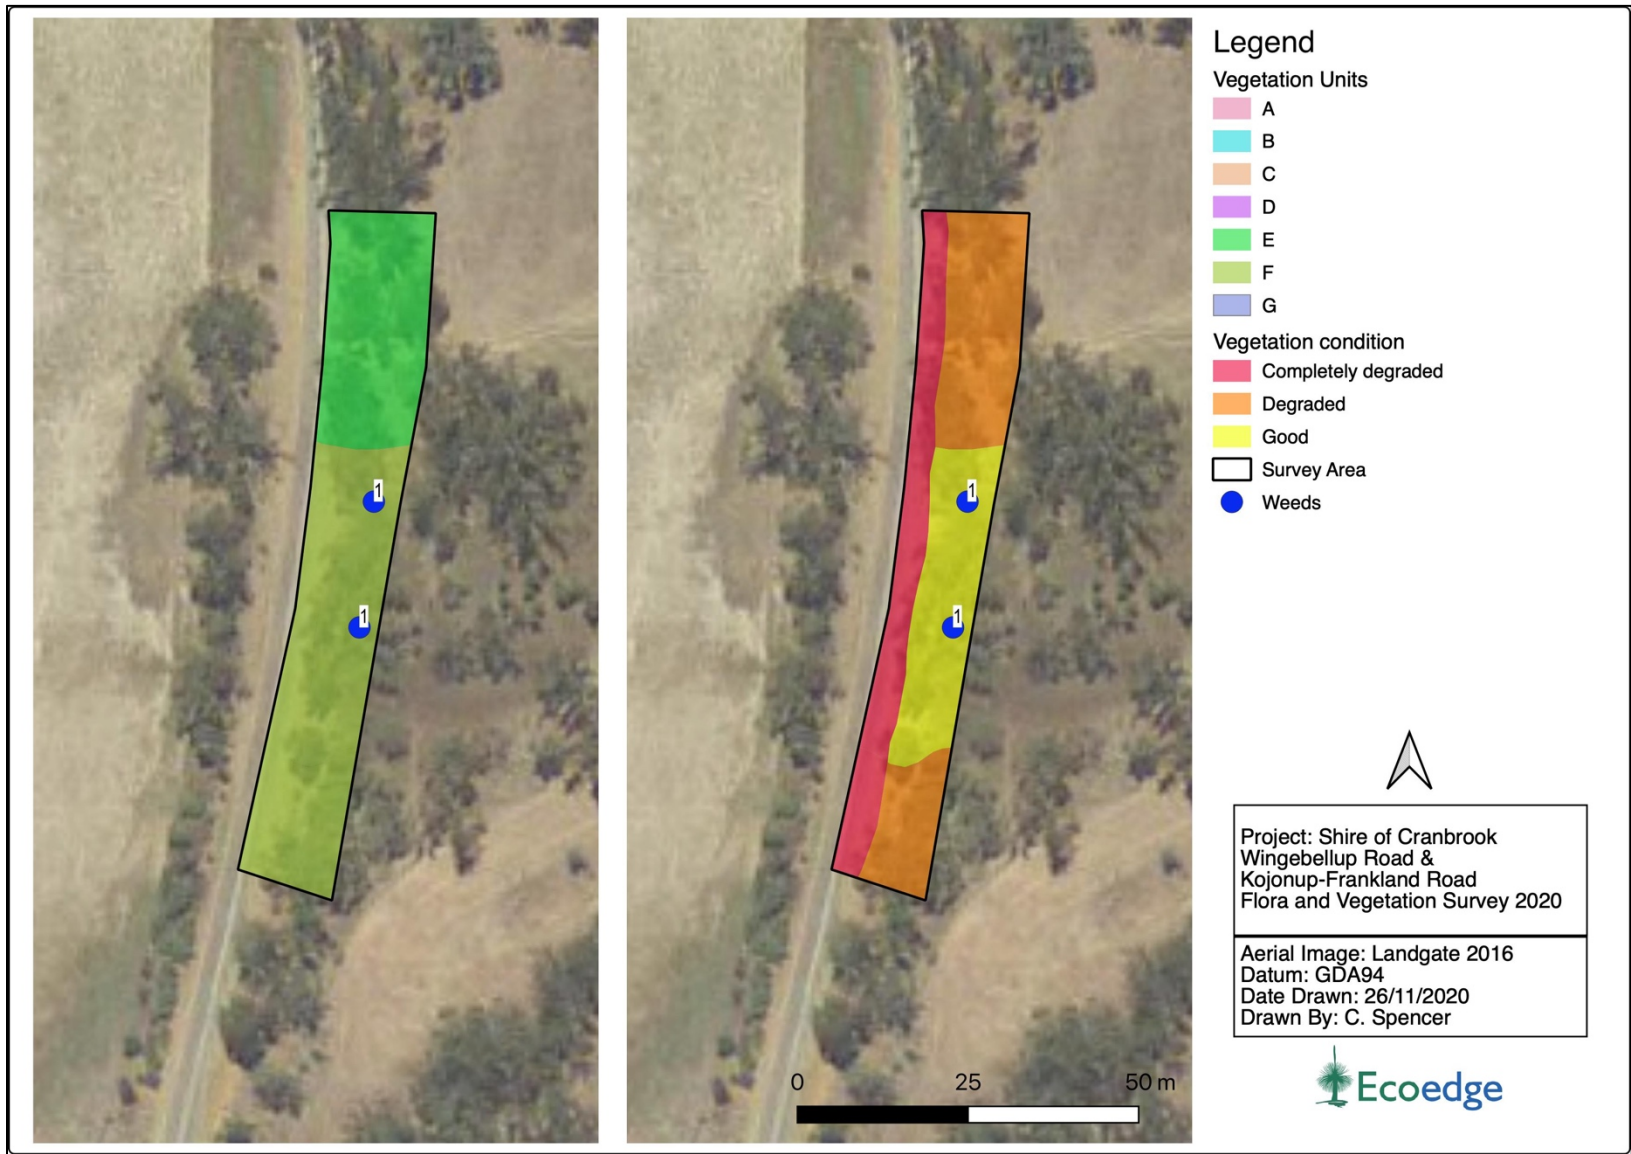 1
1
1
1
0 25 50 m
Legend
Vegetation Units
A
B
C
D
E
F
G
Vegetation condition
Completely degraded
Degraded
Good
Survey Area
Weeds
Project: Shire of Cranbrook
Wingebellup Road &
Kojonup-Frankland Road
Flora and Vegetation Survey 2020
Aerial Image: Landgate 2016
Datum: GDA94
Date Drawn: 26/11/2020
Drawn By: C. Spencer
Ecoedge